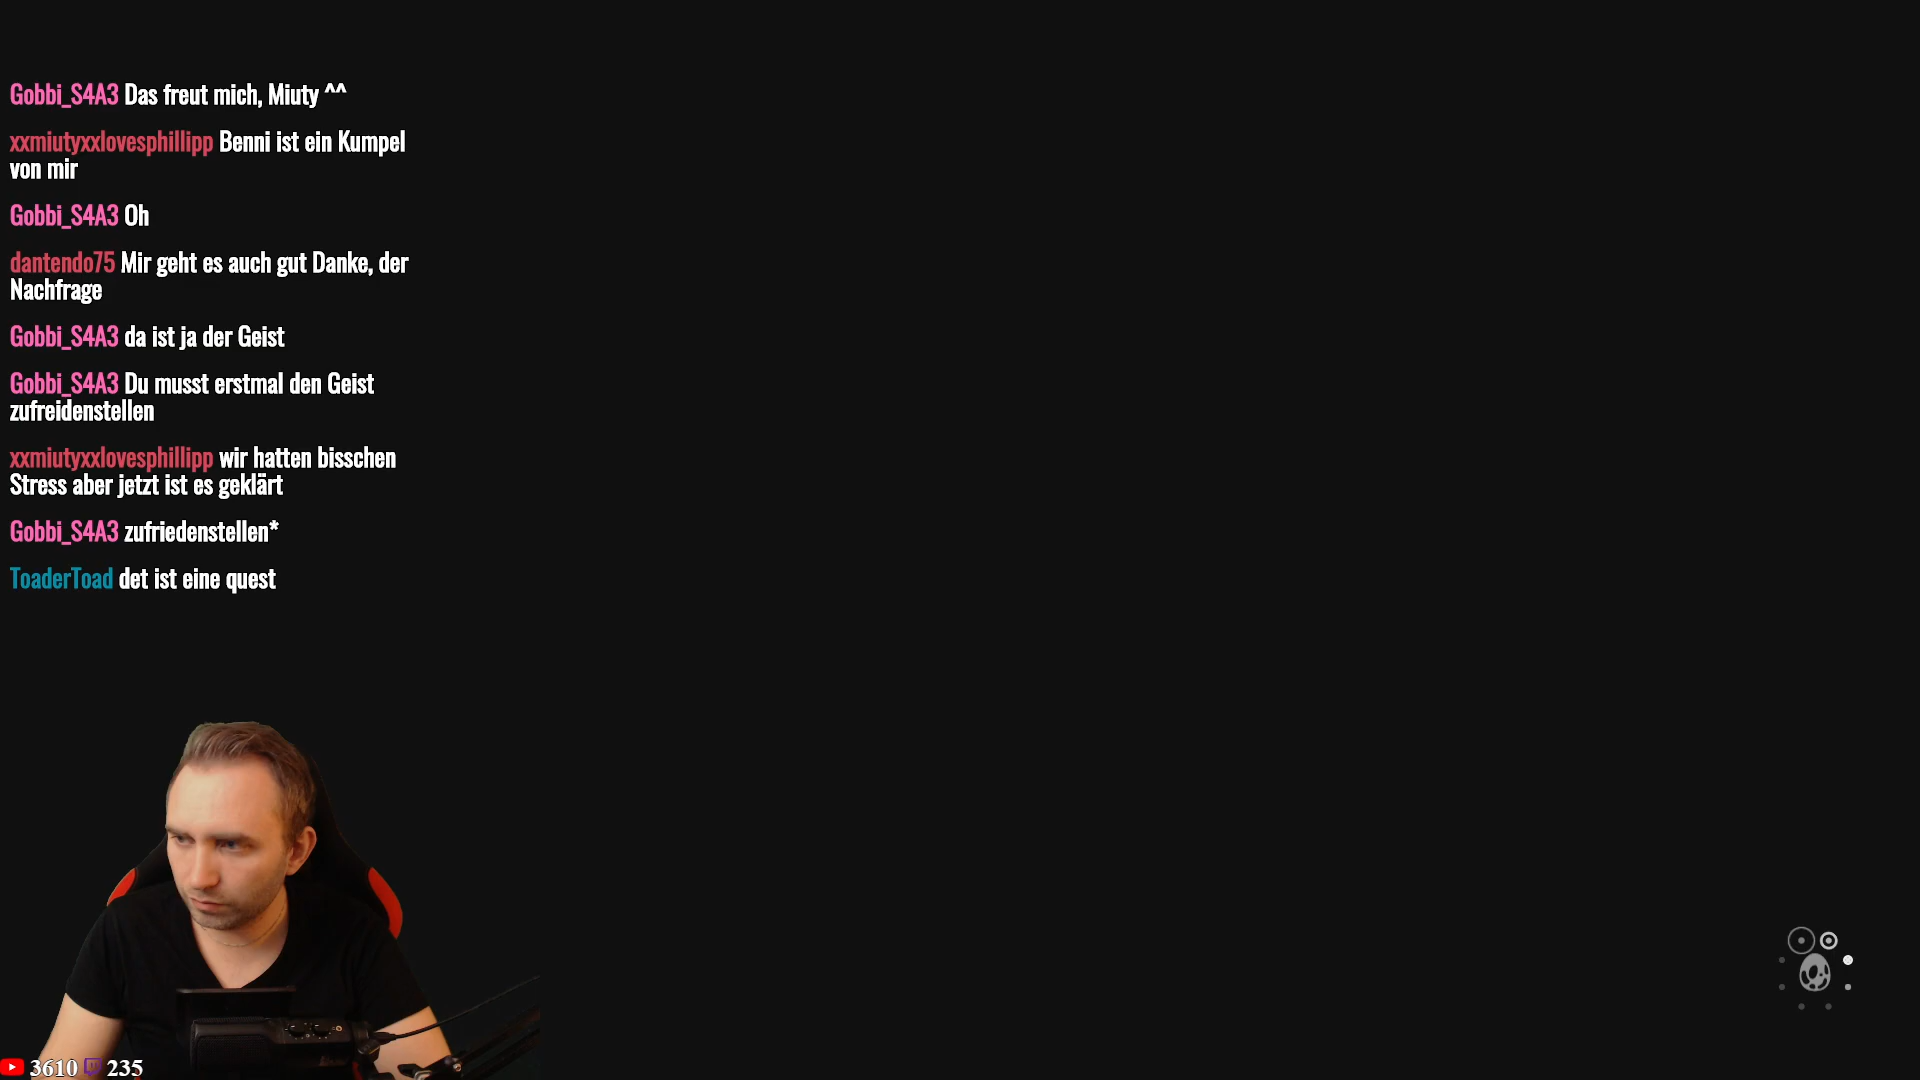 Gobbi_S4A3 Das freut mich, Miuty ^^
xxmiutyxxlovesphillipp Benni ist ein Kumpel
von mir
Gobbi_S4A3 Oh
dantendo75 Mir geht es auch gut Danke, der
Nachfrage
Gobbi_S4A3 da ist ja der Geist
Gobbi_S4A3 Du musst erstmal den Geist
zufreidenstellen
xxmiutyxxlovesphillipp wir hatten bisschen
Stress aber jetzt ist es geklärt
Gobbi_S4A3 zufriedenstellen*
ToaderToad det ist eine quest
3610 235